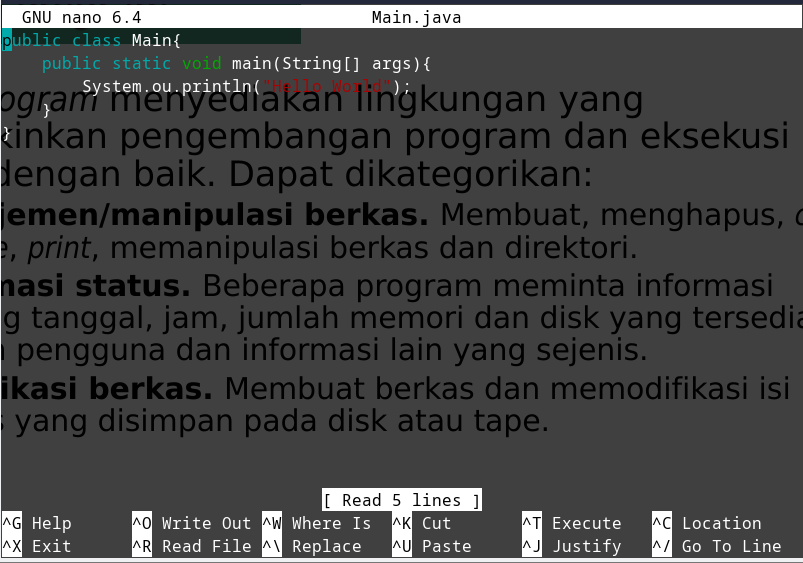 GNU nano 6.4 Main.java
public class Main{
public static void main(String[] args){
System.ou.println("Hello World");
ogram menyediakan lingkungan yang
}
}
kinkan pengembangan program dan eksekusi
dengan baik. Dapat dikategorikan:
jemen/manipulasi berkas. Membuat, menghapus,
e, print, memanipulasi berkas dan direktori.
masi status. Beberapa program meminta informasi
g tanggal, jam, jumlah memori dan disk yang tersedia
pengguna dan informasi lain yang sejenis.
ikasi berkas. Membuat berkas dan memodifikasi isi
s yang disimpan pada disk atau tape.
[ Read 5 lines ]
^G Help ^O Write Out ^W Where Is ^K Cut ^T Execute ^C Location
^X Exit ^R Read File ^\ Replace ^U Paste ^J Justify ^/ Go To Line